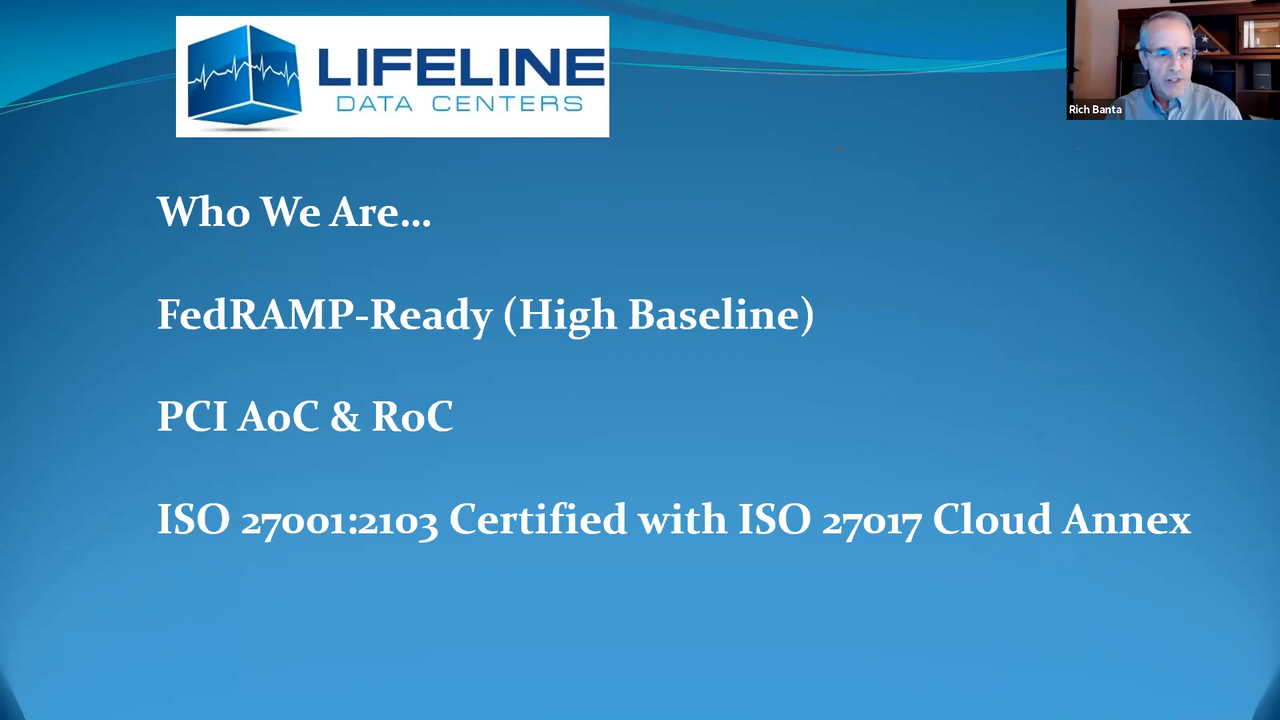 LIFELINE
DATA CENTERS
Rich Banta
Who We Are...
FedRAMP-Ready (High Baseline)
PCI AoC & RoC
ISO 27001:2103 Certified with ISO 27017 Cloud Annex